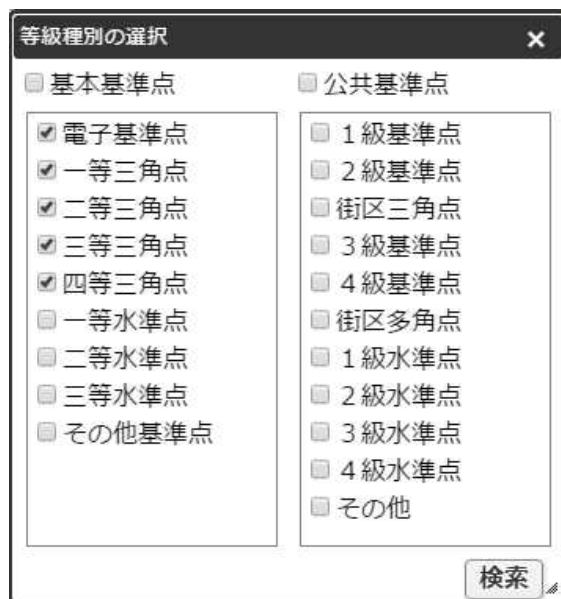 等級種別の選択
×
基本基準点
電子基準点
一等三角点
二等三角点
三等三角点
四等三角点
一等水準点
二等水準点
三等水準点
その他基準点
公共基準点
1級基準点
2級基準点
街区三角点
3級基準点
4級基準点
街区多角点
1級水準点
2級水準点
3級水準点
4級水準点
その他
検索